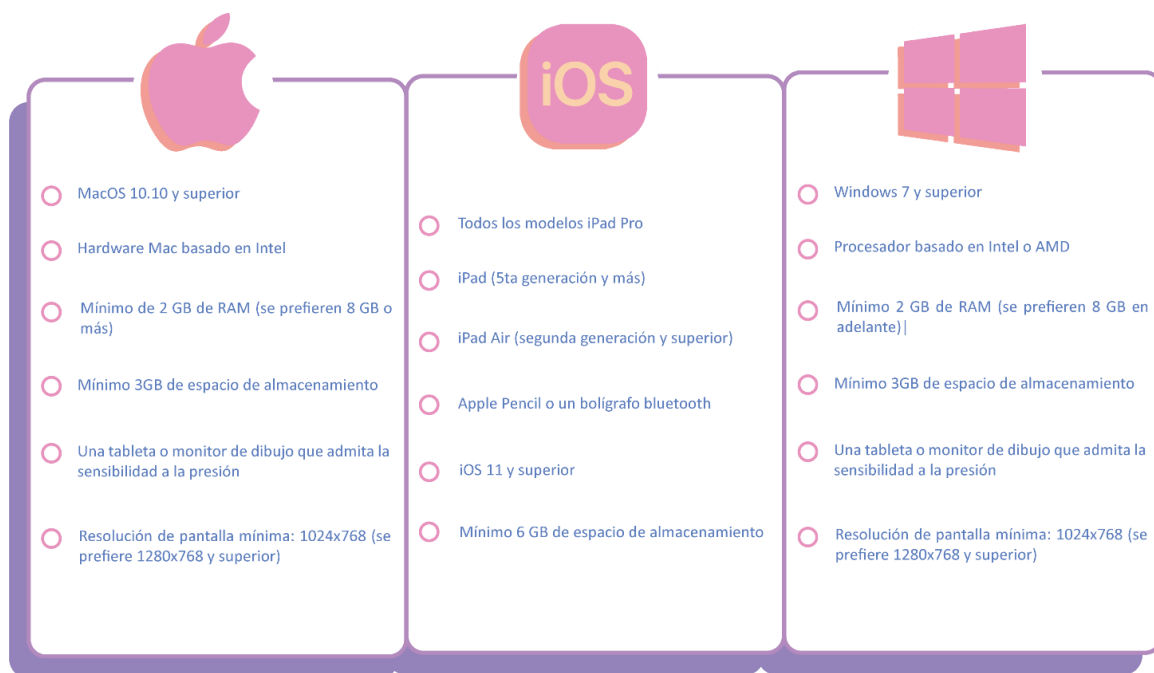 MacOS 10.10 y superior
Hardware Mac basado en Intel
Mínimo de 2 GB de RAM (se prefieren 8 GB o
más)
Mínimo 3GB de espacio de almacenamiento
Una tableta o monitor de dibujo que admita la
sensibilidad a la presión
Resolución de pantalla mínima: 1024x768 (se
prefiere 1280x768 y superior)
iOS
Todos los modelos iPad Pro
iPad (5ta generación y más)
iPad Air (segunda generación y superior)
Apple Pencil o un bolígrafo bluetooth
iOS 11 y superior
Mínimo 6 GB de espacio de almacenamiento
Windows 7 y superior
Procesador basado en Intel o AMD
Mínimo 2 GB de RAM (se prefieren 8 GB en
adelante)|
Mínimo 3GB de espacio de almacenamiento
Una tableta o monitor de dibujo que admita la
sensibilidad a la presión
Resolución de pantalla mínima: 1024x768 (se
prefiere 1280x768 y superior)